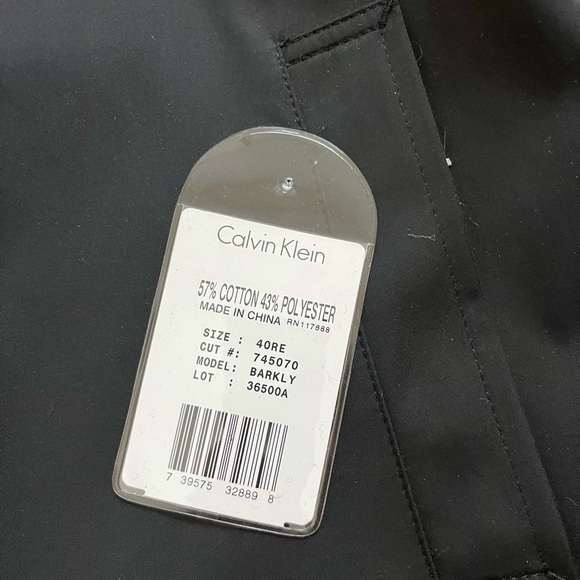 Calvin Klein
57% COTTON 43% POLYESTER
MADE IN CHINA RN117888
SIZE : 40RE
CUT #: 745070
MODEL: BARKLY
LOT : 36500A
7 39575 32889 8